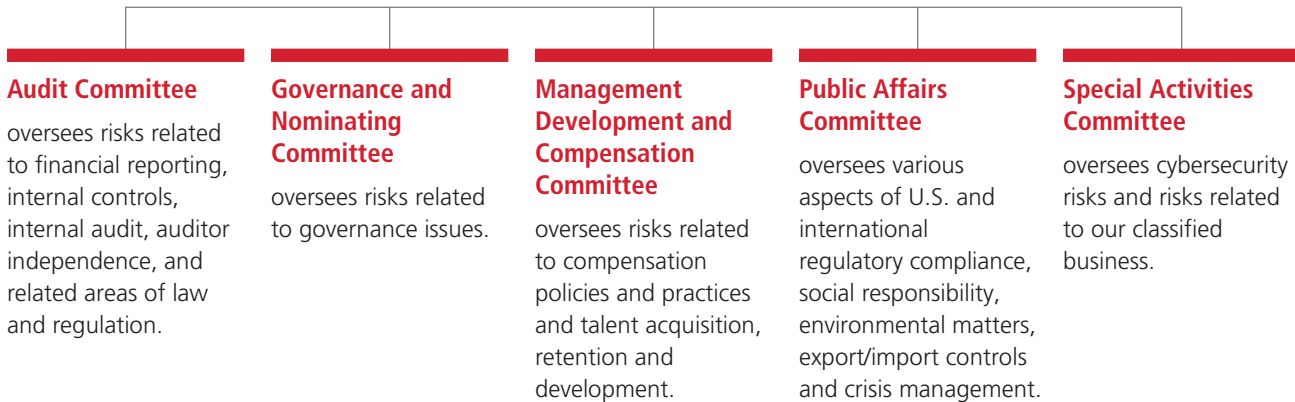 Audit Committee
oversees risks related
to financial reporting,
internal controls,
internal audit, auditor
independence, and
related areas of law
and regulation.
Governance and
Nominating
Committee
oversees risks related
to governance issues.
Management
Development and
Compensation
Committee
oversees risks related
to compensation
policies and practices
and talent acquisition,
retention and
development.
Public Affairs
Committee
oversees various
aspects of U.S. and
international
regulatory compliance,
social responsibility,
environmental matters,
export/import controls
and crisis management.
Special Activities
Committee
oversees cybersecurity
risks and risks related
to our classified
business.